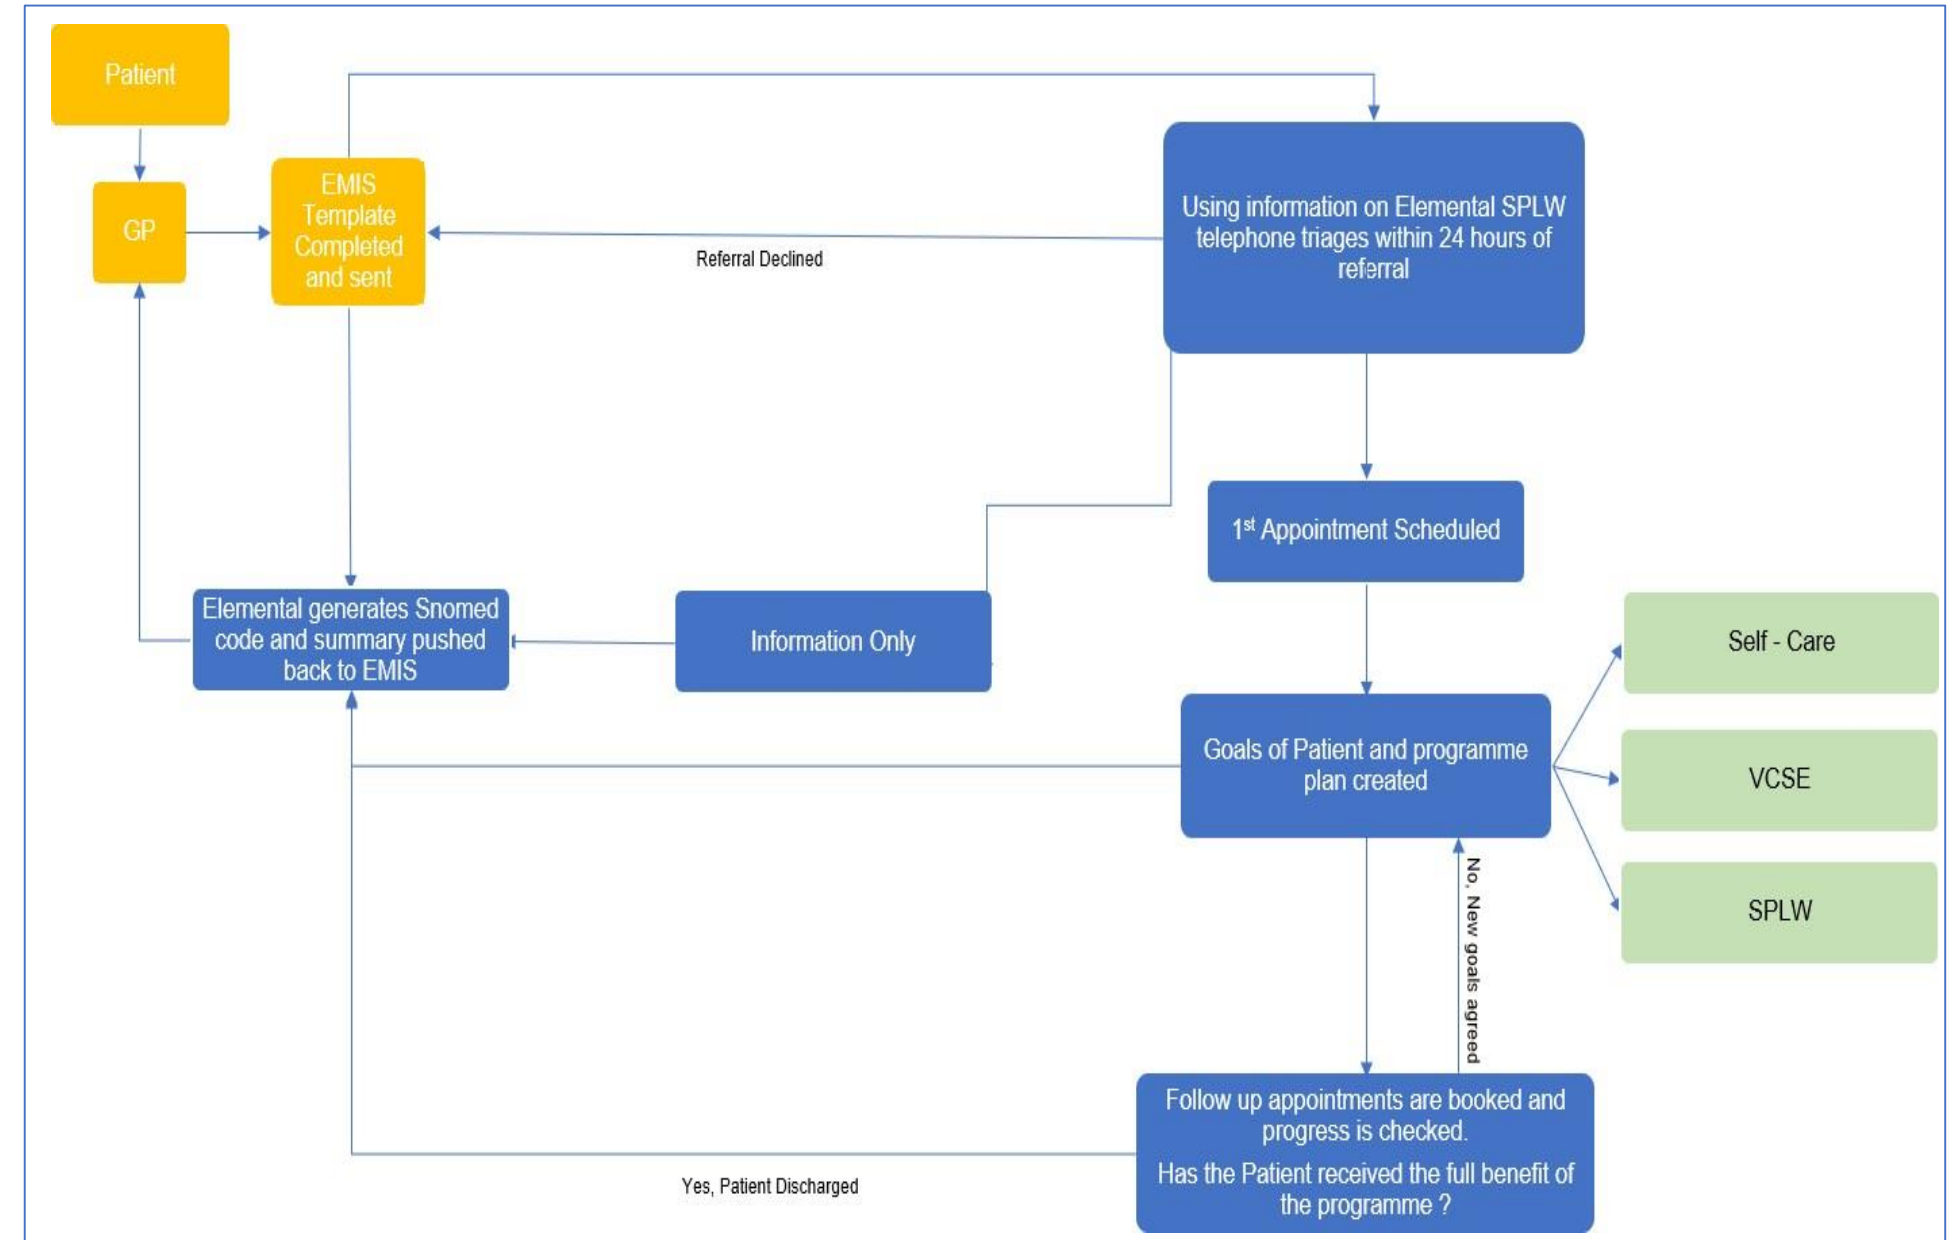 Patient
GP
EMIS
Template
Completed
and sent
Using information on Elemental SPLW
telephone triages within 24 hours of
referral
Referral Declined
1st Appointment Scheduled
Elemental generates Snomed
code and summary pushed
back to EMIS
Information Only
Goals of Patient and programme
plan created
Self - Care
VCSE
SPLW
No, New goals agreed
Follow up appointments are booked and
progress is checked.
Has the Patient received the full benefit of
the programme ?
Yes, Patient Discharged